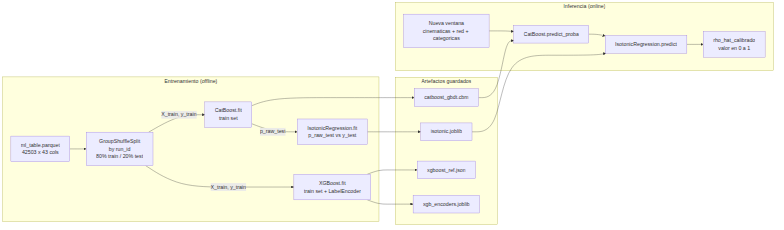 Inferencia (online)
Nueva ventana
cinematicas + red +
categoricas
CatBoost.predict_proba
IsotonicRegression.predict
rho_hat_calibrado
valor en 0 a 1
Entrenamiento (offline)
ml_table.parquet
42503 x 43 cols
GroupShuffleSplit
by run_id
80% train / 20% test
X_train, y_train
CatBoost.fit
train set
p_raw_test
IsotonicRegression.fit
p_raw_test vs y_test
X_train, y_train
XGBoost.fit
train set + LabelEncoder
Artefactos guardados
catboost_gbdt.cbm
isotonic.joblib
xgboost_ref.json
xgb_encoders.joblib